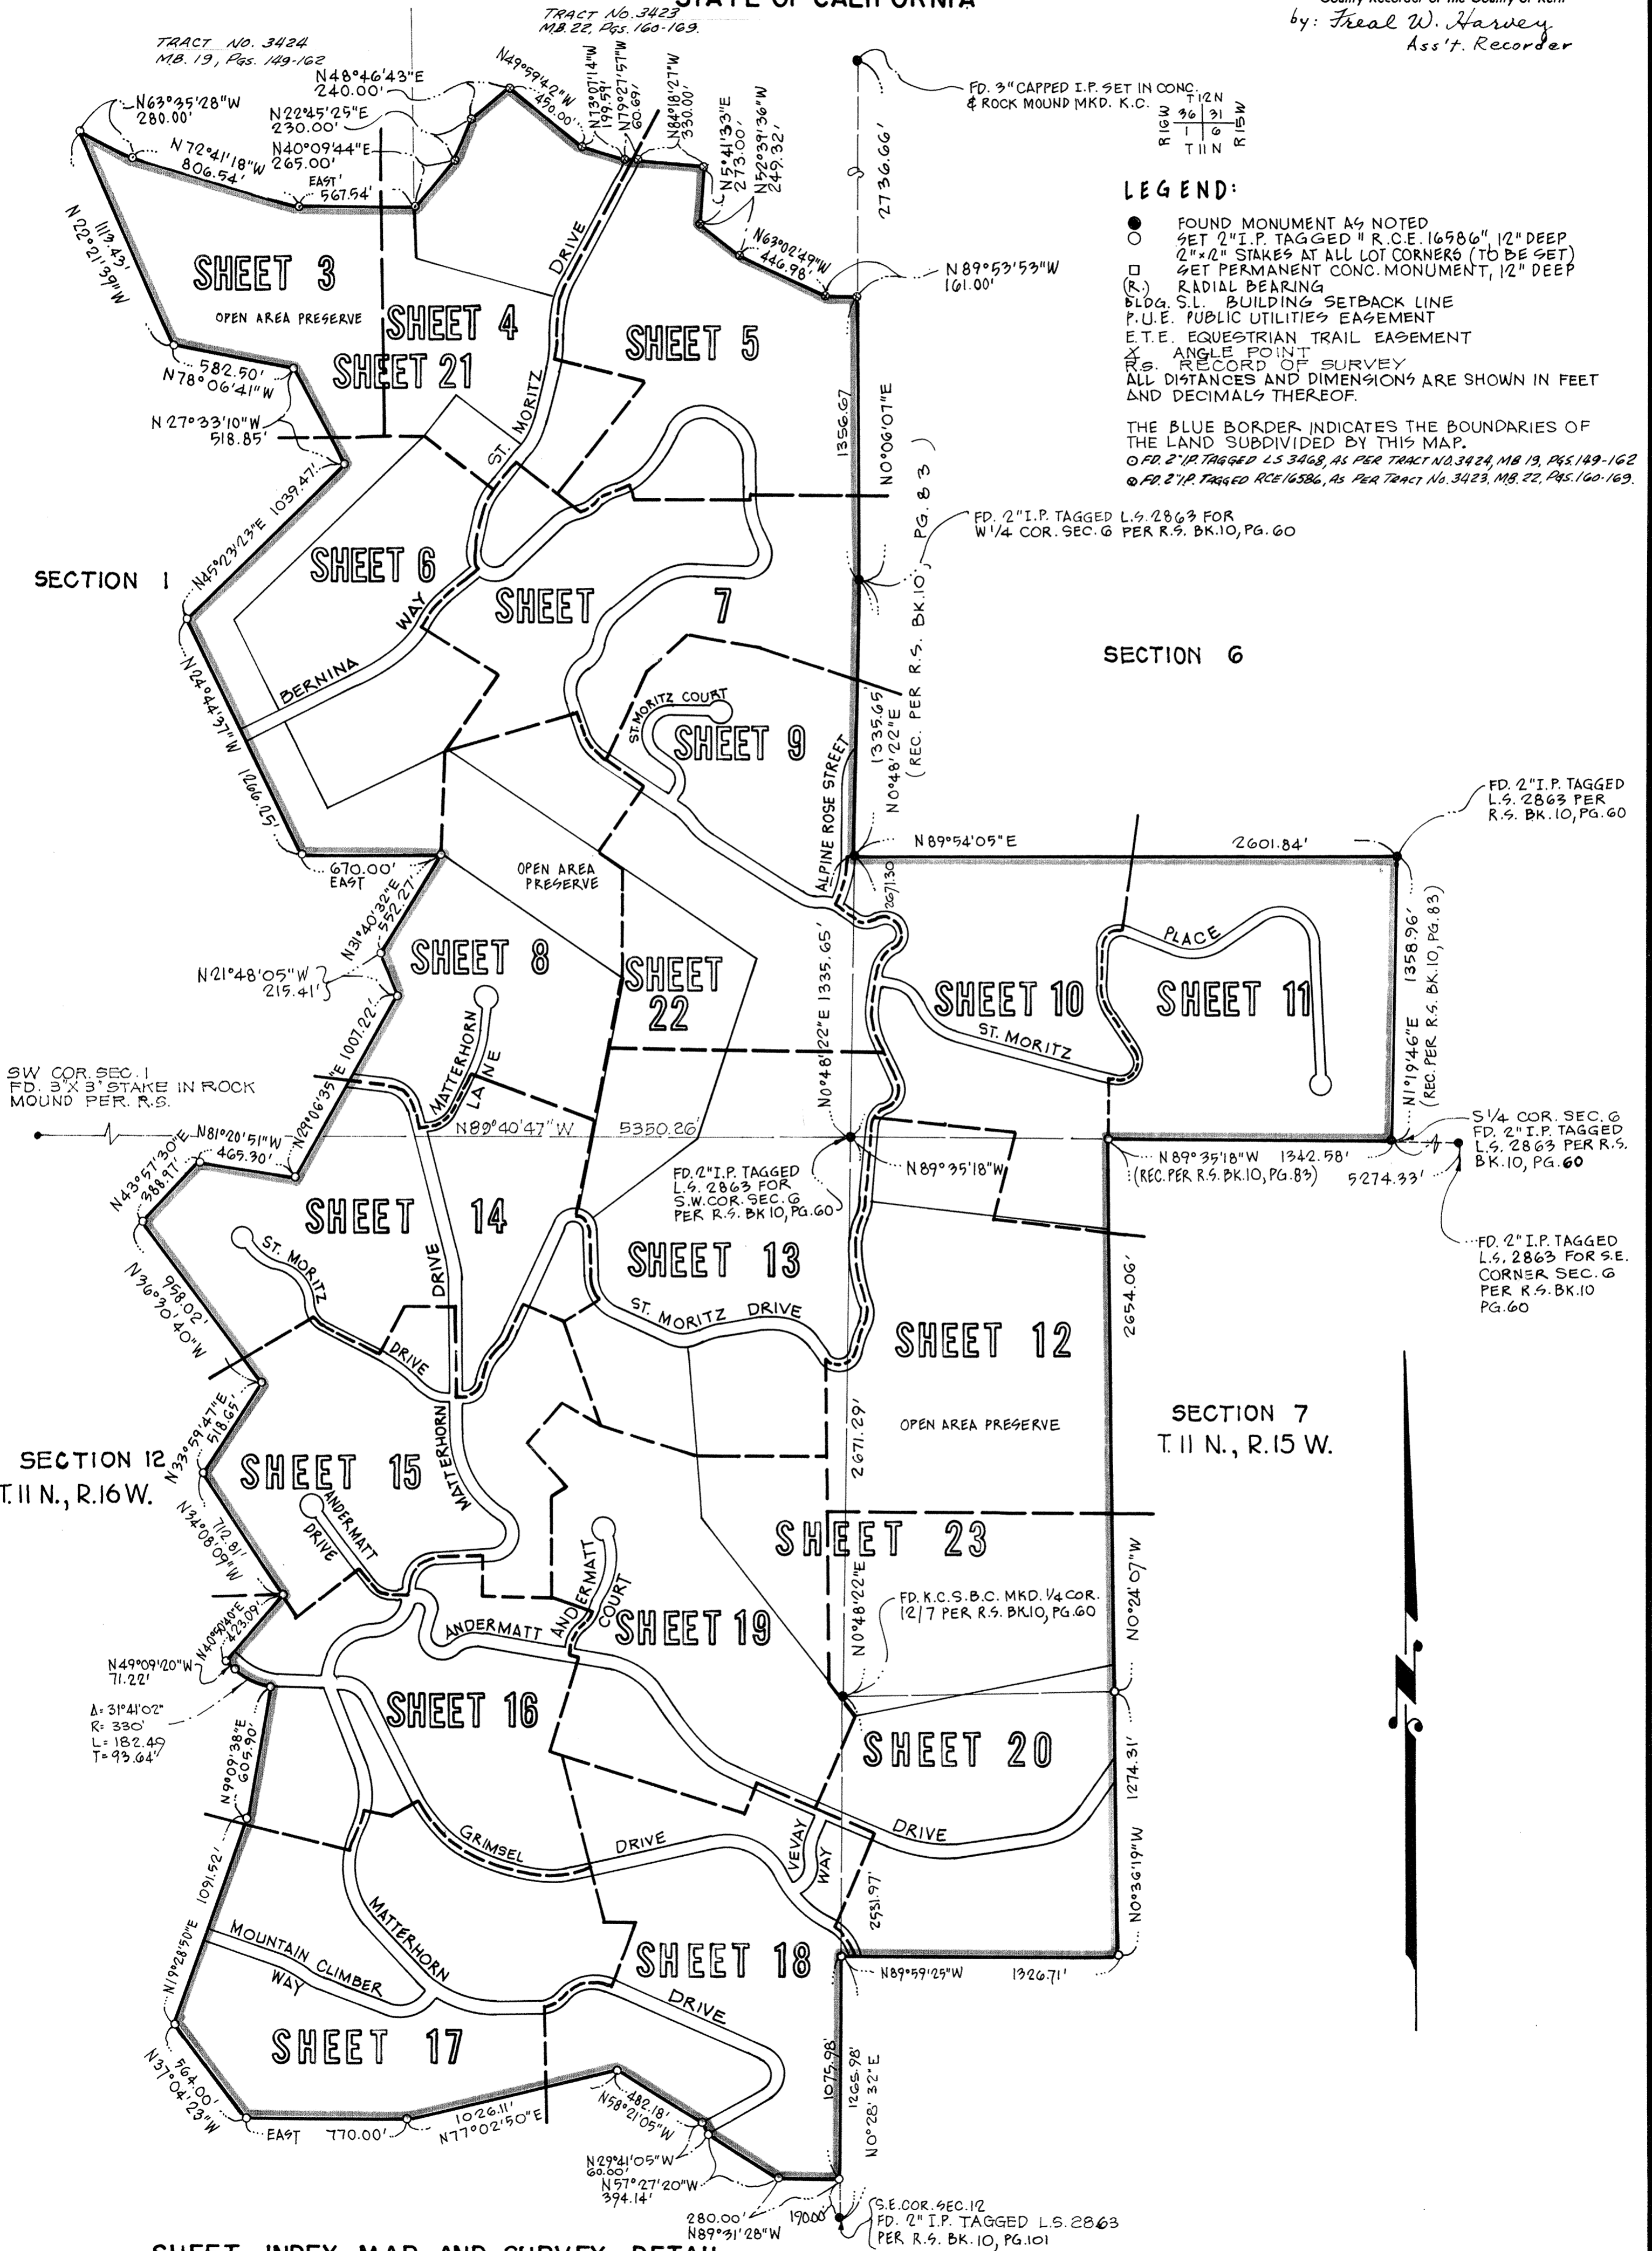 STATE OF CALIFORNIA
County Recorder of the County of Kern
by: Freal W. Harvey
Ass't. Recorder
TRACT No. 3423
M.B. 22, PGS. 160-169.
TRACT NO. 3424
M.B. 19, PGS. 149-162
N63°35'28"W
280.00'
N72°41'18"W
806.54'
EAST
567.54'
N48°46'43"E
240.00'
N22°45'25"E
230.00'
N40°09'44"E
265.00'
N49°59'42"W
450.00'
N13°07'14"W
199.59'
N79°27'57"W
60.69'
N84°18'27"W
330.00'
N5°41'33"E
273.00'
N52°39'36"W
249.32'
N63°02'49"W
446.98'
N89°53'53"W
161.00'
2736.66'
FD. 3" CAPPED I.P. SET IN CONC.
& ROCK MOUND MKD. K.C.
T12N
R16W 36 31 R15W
1 6
T11N
LEGEND:
FOUND MONUMENT AS NOTED
SET 2" I.P. TAGGED "R.C.E. 16586", 12" DEEP
2"x12" STAKES AT ALL LOT CORNERS (TO BE SET)
SET PERMANENT CONC. MONUMENT, 12" DEEP
(R.) RADIAL BEARING
BLDG. S.L. BUILDING SETBACK LINE
P.U.E. PUBLIC UTILITIES EASEMENT
E.T.E. EQUESTRIAN TRAIL EASEMENT
ANGLE POINT
R.S. RECORD OF SURVEY
ALL DISTANCES AND DIMENSIONS ARE SHOWN IN FEET
AND DECIMALS THEREOF.
THE BLUE BORDER INDICATES THE BOUNDARIES OF
THE LAND SUBDIVIDED BY THIS MAP.
FD. 2" I.P. TAGGED LS 3468, AS PER TRACT NO. 3424, MB 19, PGS. 149-162
FD. 2" I.P. TAGGED RCE 16586, AS PER TRACT No. 3423, M.B. 22, PGS. 160-169.
SHEET 3
OPEN AREA PRESERVE
SHEET 4
SHEET 21
SHEET 5
ST. MORITZ DRIVE
N22°21'39"W
1113.43'
582.50'
N78°06'41"W
N27°33'10"W
518.85'
N45°23'23"E 1039.47'
1356.67
N0°06'07"E
(REC. PER R.S. BK.10, PG. 83)
FD. 2" I.P. TAGGED L.S. 2863 FOR
W 1/4 COR. SEC. 6 PER R.S. BK.10, PG. 60
SECTION 1
SHEET 6
SHEET 7
BERNINA WAY
SECTION 6
N24°44'37"W 1266.25'
ST. MORITZ COURT
SHEET 9
ALPINE ROSE STREET
1335.65'
N0°48'22"E
670.00'
EAST
N31°40'32"E
552.27'
OPEN AREA
PRESERVE
N89°54'05"E 2601.84'
FD. 2" I.P. TAGGED
L.S. 2863 PER
R.S. BK.10, PG.60
2671.30
N21°48'05"W
215.41'
SHEET 8
SHEET
22
N0°48'22"E 1335.65'
SHEET 10
SHEET 11
ST. MORITZ PLACE
N1°19'46"E 1358.96'
(REC. PER R.S. BK.10, PG.83)
N29°06'35"E 1007.22'
MATTERHORN
LANE
SW COR. SEC. 1
FD. 3"X3" STAKE IN ROCK
MOUND PER. R.S.
N89°40'47"W 5350.26'
N81°20'51"W
465.30'
N43°57'30"E
388.97'
FD. 2" I.P. TAGGED
L.S. 2863 FOR
S.W. COR. SEC. 6
PER R.S. BK 10, PG.60
N89°35'18"W
N89°35'18"W 1342.58'
(REC. PER R.S. BK.10, PG.83) 5274.33'
S 1/4 COR. SEC. 6
FD. 2" I.P. TAGGED
L.S. 2863 PER R.S.
BK.10, PG. 60
FD. 2" I.P. TAGGED
L.S. 2863 FOR S.E.
CORNER SEC. 6
PER R.S. BK.10
PG.60
SHEET 14
SHEET 13
ST. MORITZ DRIVE
DRIVE
ST. MORITZ DRIVE
958.02'
N36°30'40"W
SHEET 12
OPEN AREA PRESERVE
2654.06'
2671.29'
SECTION 7
T. 11 N., R. 15 W.
N33°59'47"E
518.65'
SECTION 12
T. 11 N., R. 16 W.
SHEET 15
MATTERHORN
712.81'
N34°08'09"W
ANDERMATT
DRIVE
SHEET 23
ANDERMATT
COURT
N0°48'22"E
FD. K.C.S.B.C. MKD. 1/4 COR.
12/7 PER R.S. BK.10, PG.60
N0°24'07"W
SHEET 19
ANDERMATT
N40°50'40"E
423.09'
N49°09'20"W
71.22'
Δ= 31°41'02"
R= 330'
L= 182.49
T= 93.64'
SHEET 16
SHEET 20
N9°09'38"E
605.90'
1274.31'
DRIVE
GRIMSEL DRIVE
VEVAY
WAY
N0°36'19"W
2531.97'
N19°28'50"E 1091.52'
MATTERHORN
MOUNTAIN CLIMBER
WAY
SHEET 18
DRIVE
N89°59'25"W 1326.71'
SHEET 17
564.00'
N37°04'23"W
EAST 770.00'
1026.11'
N77°02'50"E
482.18'
N58°21'05"W
1075.98'
1265.98'
N0°28'32"E
N29°41'05"W
60.00'
N57°27'20"W
394.14'
280.00'
N89°31'28"W
190.00'
S.E. COR. SEC. 12
FD. 2" I.P. TAGGED L.S. 2863
PER R.S. BK. 10, PG.101
SHEET INDEX MAP AND SURVEY DETAIL